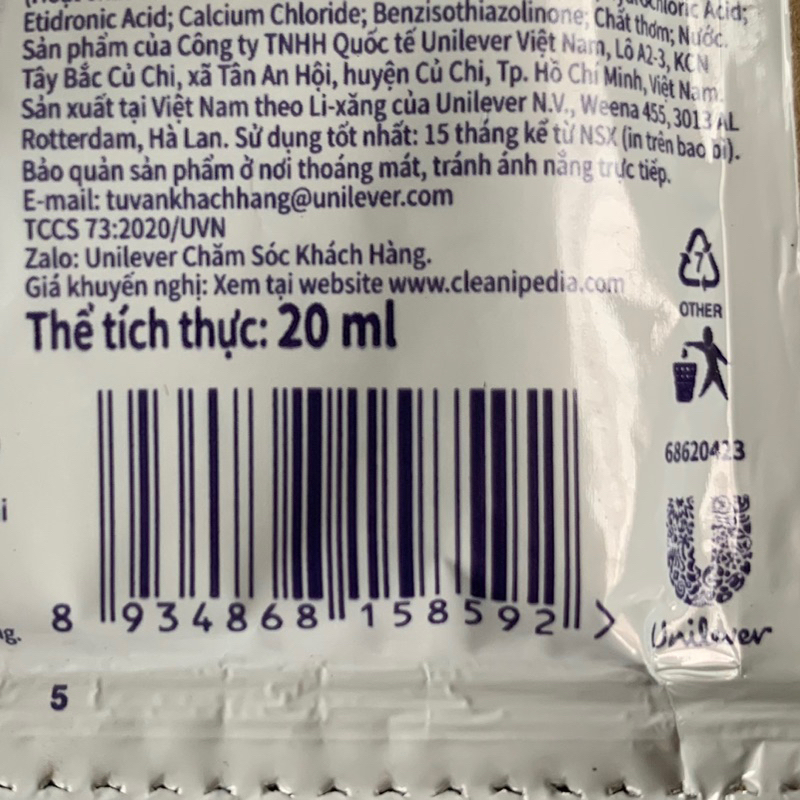 Etidronic Acid; Calcium Chloride; Benzisothiazolinone; Chất thơm; Nước.
Sản phẩm của Công ty TNHH Quốc tế Unilever Việt Nam, Lô A2-3, KCN
Tây Bắc Củ Chi, xã Tân An Hội, huyện Củ Chi, Tp. Hồ Chí Minh, Việt Nam.
Sản xuất tại Việt Nam theo Li-xăng của Unilever N.V., Weena 455, 3013 AL
Rotterdam, Hà Lan. Sử dụng tốt nhất: 15 tháng kể từ NSX (in trên bao bì).
Bảo quản sản phẩm ở nơi thoáng mát, tránh ánh nắng trực tiếp.
E-mail: tuvankhachhang@unilever.com
TCCS 73:2020/UVN
Zalo: Unilever Chăm Sóc Khách Hàng.
Giá khuyến nghị: Xem tại website www.cleanipedia.com
Thể tích thực: 20 ml
7
OTHER
68620423
8 934868 158592 >
Unilever
5